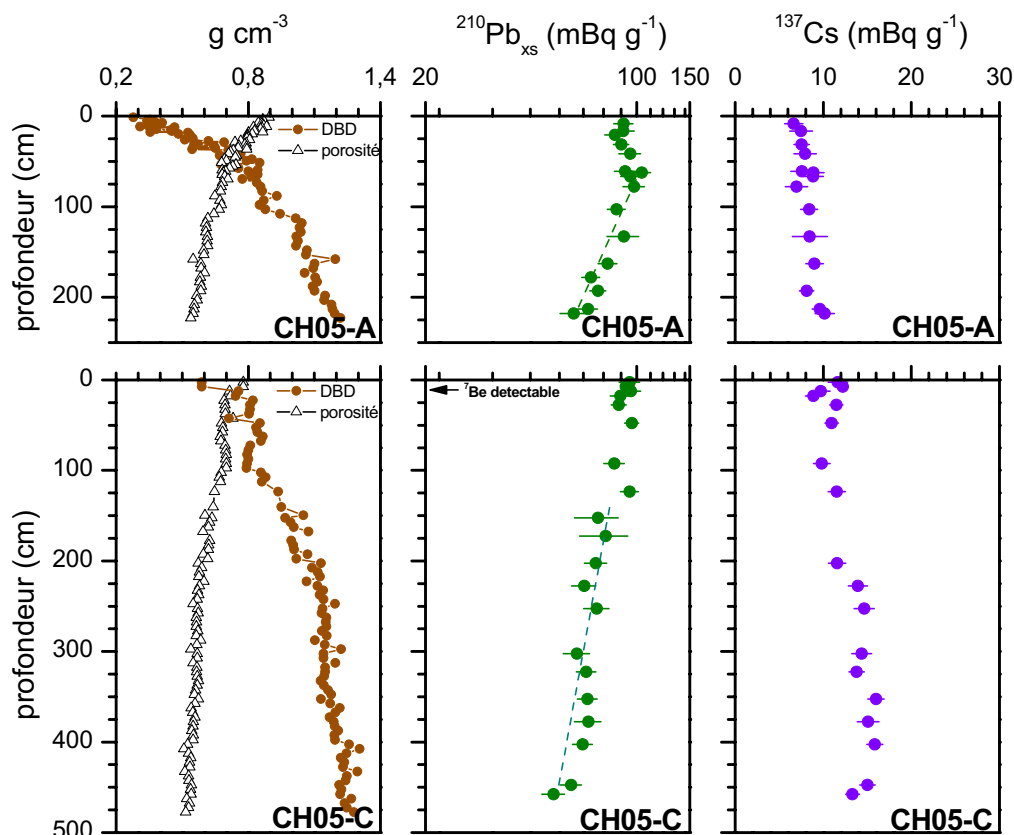 g cm⁻³
²¹⁰Pbₓₛ (mBq g⁻¹)
¹³⁷Cs (mBq g⁻¹)
0,2 0,8 1,4
20 100 150
0 10 20 30
profondeur (cm)
0
100
200
DBD
porosité
CH05-A
CH05-A
CH05-A
profondeur (cm)
0
100
200
300
400
500
DBD
porosité
⁷Be detectable
CH05-C
CH05-C
CH05-C